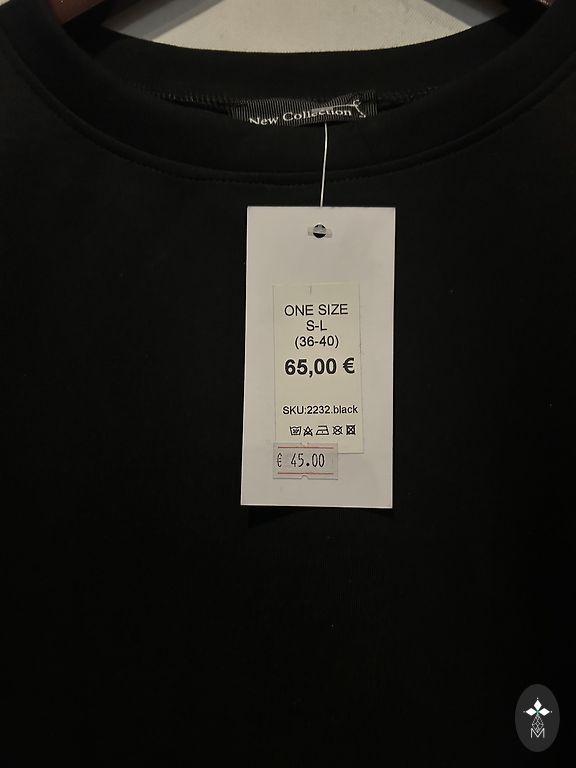 New Collection
ONE SIZE
S-L
(36-40)
65,00 €
SKU:2232.black
€ 45.00
M